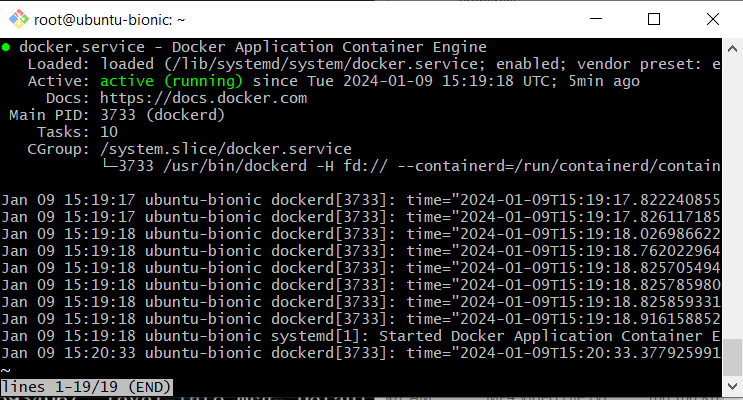 root@ubuntu-bionic: ~
● docker.service - Docker Application Container Engine
Loaded: loaded (/lib/systemd/system/docker.service; enabled; vendor preset: e
Active: active (running) since Tue 2024-01-09 15:19:18 UTC; 5min ago
Docs: https://docs.docker.com
Main PID: 3733 (dockerd)
Tasks: 10
CGroup: /system.slice/docker.service
└─3733 /usr/bin/dockerd -H fd:// --containerd=/run/containerd/contain
Jan 09 15:19:17 ubuntu-bionic dockerd[3733]: time="2024-01-09T15:19:17.822240855
Jan 09 15:19:17 ubuntu-bionic dockerd[3733]: time="2024-01-09T15:19:17.826117185
Jan 09 15:19:18 ubuntu-bionic dockerd[3733]: time="2024-01-09T15:19:18.026986622
Jan 09 15:19:18 ubuntu-bionic dockerd[3733]: time="2024-01-09T15:19:18.762022964
Jan 09 15:19:18 ubuntu-bionic dockerd[3733]: time="2024-01-09T15:19:18.825705494
Jan 09 15:19:18 ubuntu-bionic dockerd[3733]: time="2024-01-09T15:19:18.825785980
Jan 09 15:19:18 ubuntu-bionic dockerd[3733]: time="2024-01-09T15:19:18.825859331
Jan 09 15:19:18 ubuntu-bionic dockerd[3733]: time="2024-01-09T15:19:18.916158852
Jan 09 15:19:18 ubuntu-bionic systemd[1]: Started Docker Application Container E
Jan 09 15:20:33 ubuntu-bionic dockerd[3733]: time="2024-01-09T15:20:33.377925991
~
lines 1-19/19 (END)